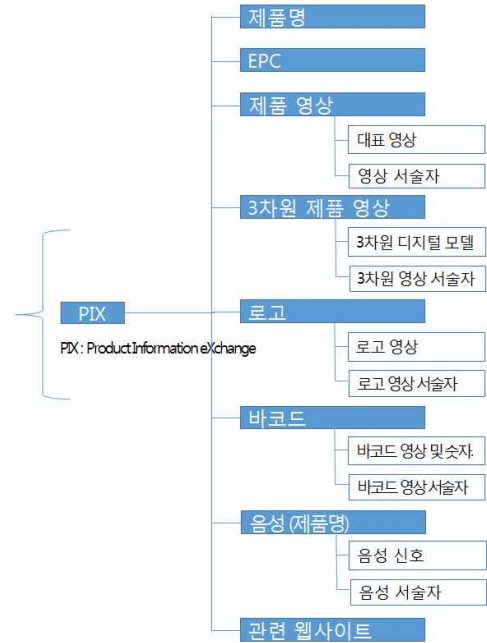 제품명
EPC
제품 영상
대표 영상
영상 서술자
3차원 제품 영상
3차원 디지털 모델
3차원 영상 서술자
PIX
PIX : Product Information eXchange
로고
로고 영상
로고 영상 서술자
바코드
바코드 영상 및 숫자.
바코드 영상 서술자
음성 (제품명)
음성 신호
음성 서술자
관련 웹사이트